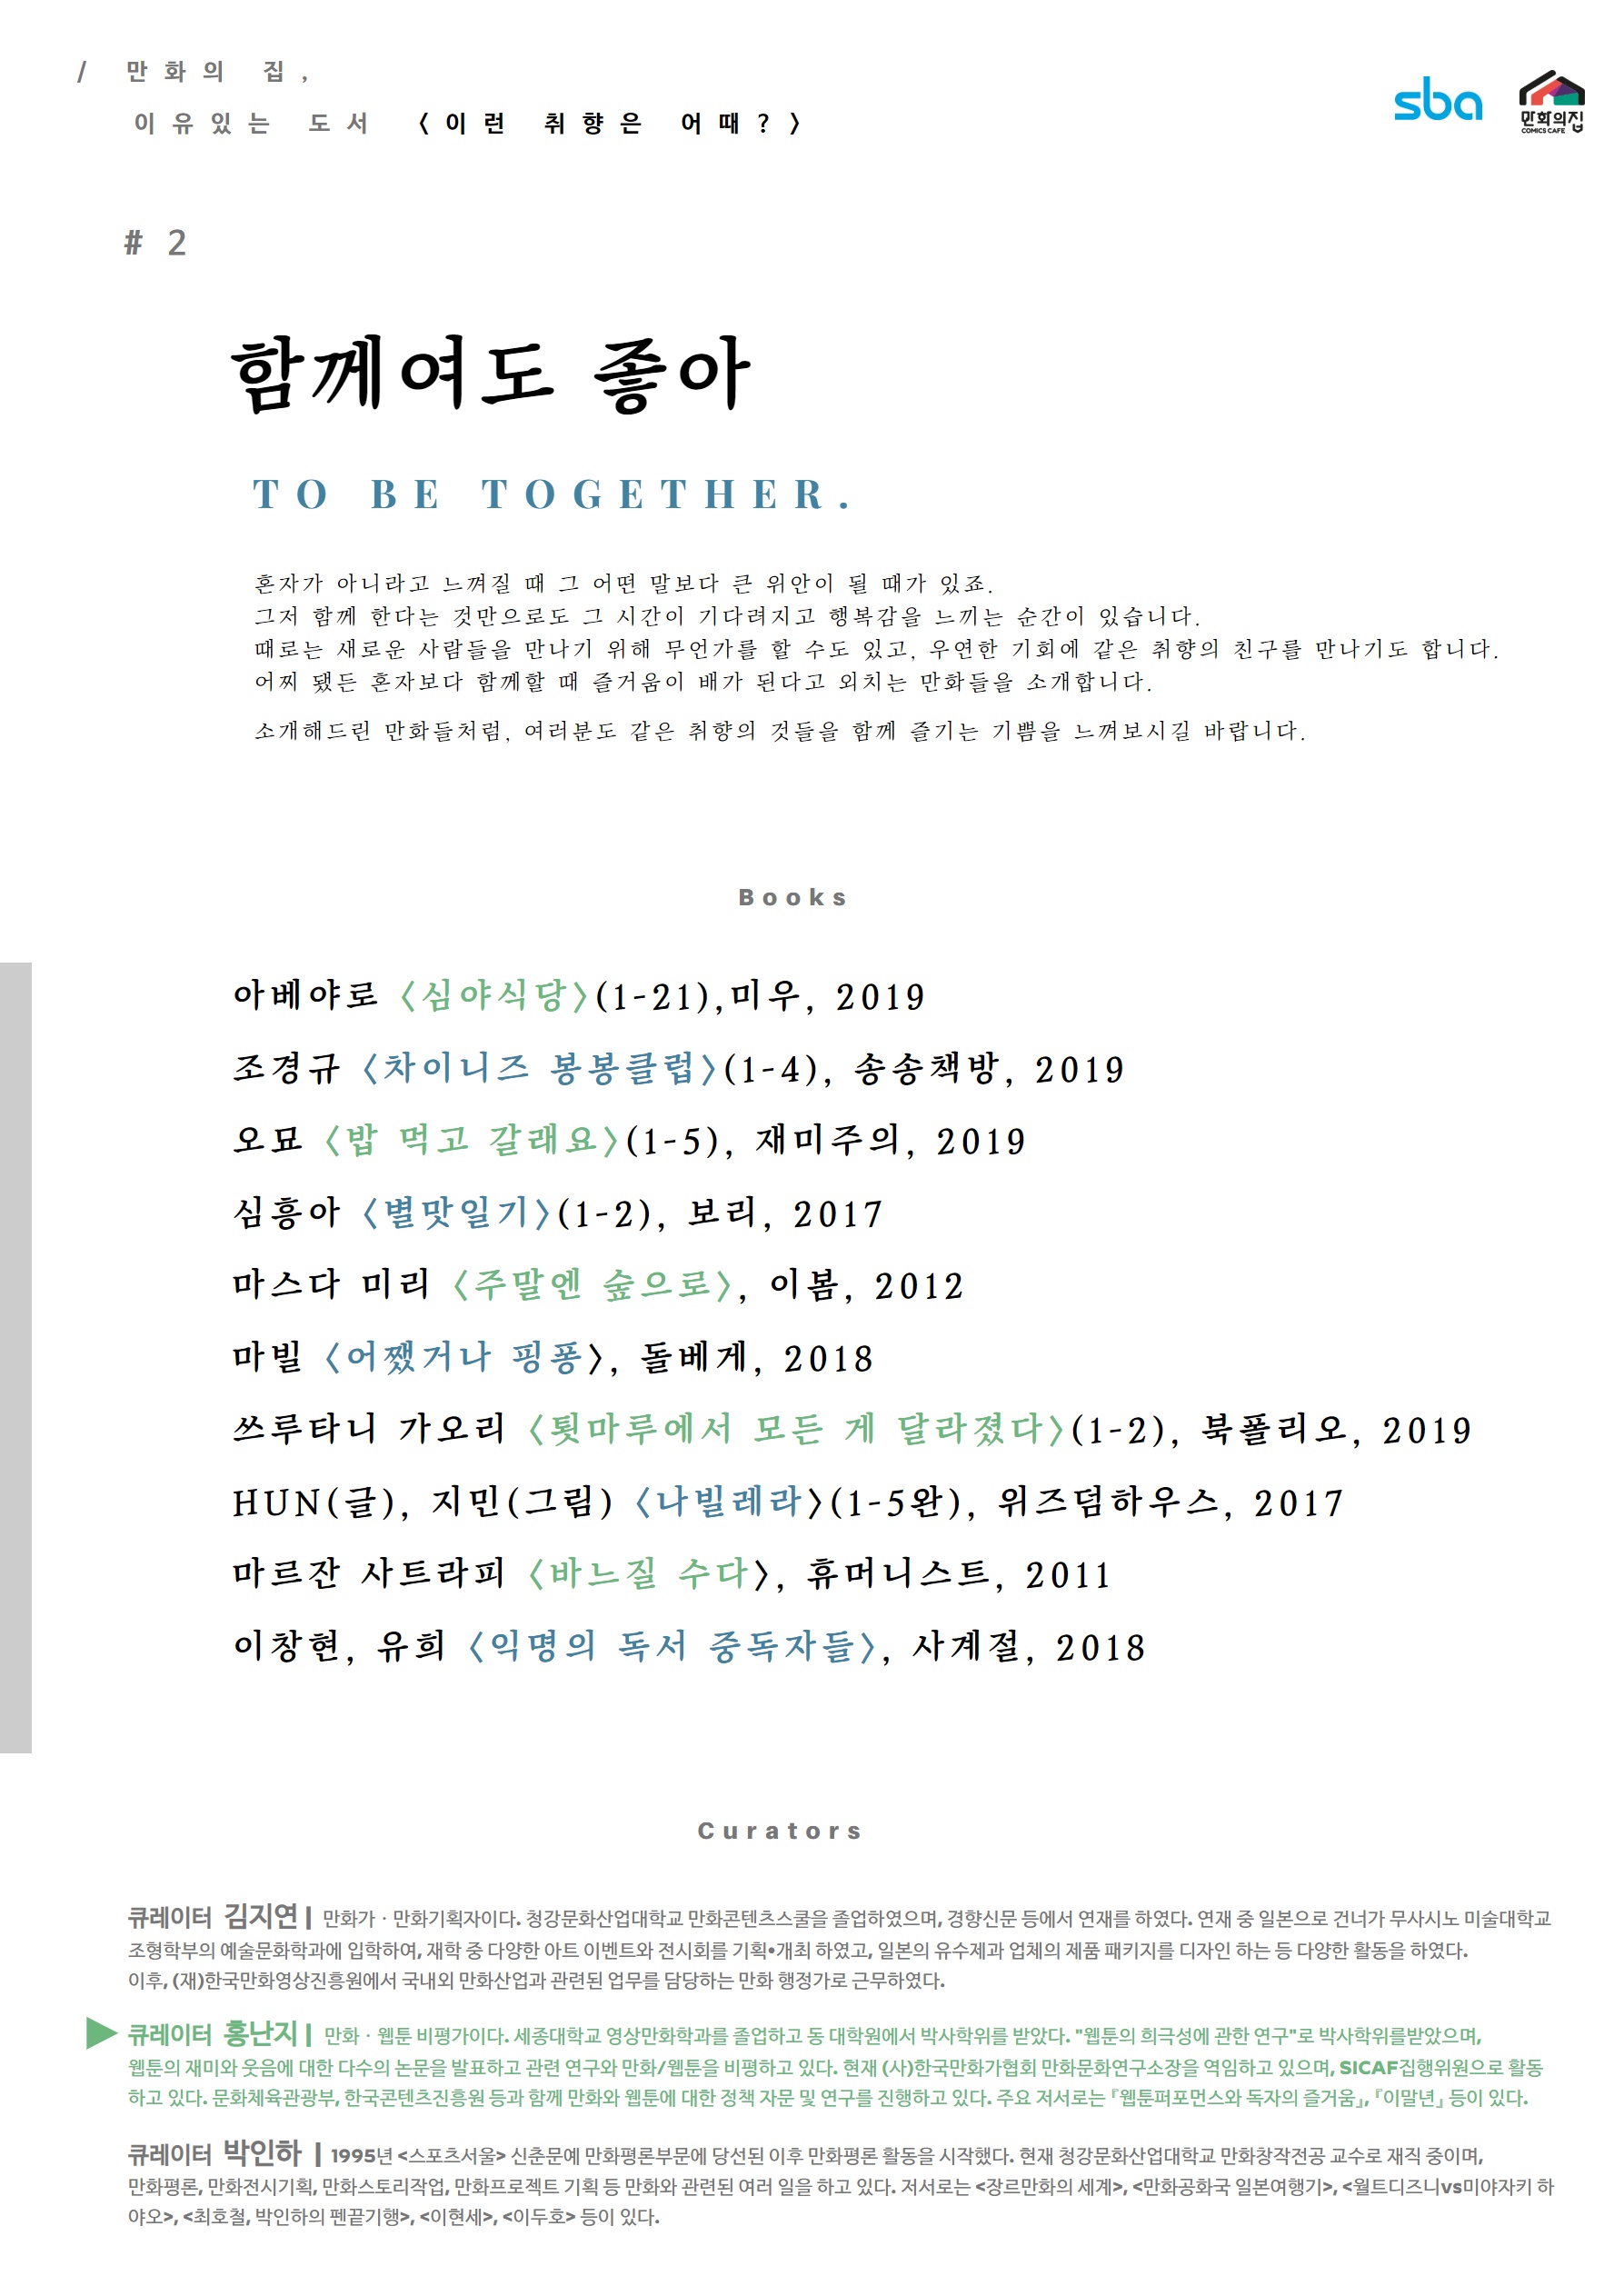 / 만화의 집,
이유있는 도서 〈이런 취향은 어때?〉
sba
만화의집
COMICS CAFE
# 2
함께여도 좋아
TO BE TOGETHER.
혼자가 아니라고 느껴질 때 그 어떤 말보다 큰 위안이 될 때가 있죠.
그저 함께 한다는 것만으로도 그 시간이 기다려지고 행복감을 느끼는 순간이 있습니다.
때로는 새로운 사람들을 만나기 위해 무언가를 할 수도 있고, 우연한 기회에 같은 취향의 친구를 만나기도 합니다.
어찌 됐든 혼자보다 함께할 때 즐거움이 배가 된다고 외치는 만화들을 소개합니다.
소개해드린 만화들처럼, 여러분도 같은 취향의 것들을 함께 즐기는 기쁨을 느껴보시길 바랍니다.
Books
아베야로 〈심야식당〉(1-21),미우, 2019
조경규 〈차이니즈 봉봉클럽〉(1-4), 송송책방, 2019
오묘 〈밥 먹고 갈래요〉(1-5), 재미주의, 2019
심흥아 〈별맛일기〉(1-2), 보리, 2017
마스다 미리 〈주말엔 숲으로〉, 이봄, 2012
마빌 〈어쨌거나 핑퐁〉, 돌베게, 2018
쓰루타니 가오리 〈툇마루에서 모든 게 달라졌다〉(1-2), 북폴리오, 2019
HUN(글), 지민(그림) 〈나빌레라〉(1-5완), 위즈덤하우스, 2017
마르잔 사트라피 〈바느질 수다〉, 휴머니스트, 2011
이창현, 유희 〈익명의 독서 중독자들〉, 사계절, 2018
Curators
큐레이터 김지연 | 만화가 · 만화기획자이다. 청강문화산업대학교 만화콘텐츠스쿨을 졸업하였으며, 경향신문 등에서 연재를 하였다. 연재 중 일본으로 건너가 무사시노 미술대학교
조형학부의 예술문화학과에 입학하여, 재학 중 다양한 아트 이벤트와 전시회를 기획•개최 하였고, 일본의 유수제과 업체의 제품 패키지를 디자인 하는 등 다양한 활동을 하였다.
이후, (재)한국만화영상진흥원에서 국내외 만화산업과 관련된 업무를 담당하는 만화 행정가로 근무하였다.
▶ 큐레이터 홍난지 | 만화 · 웹툰 비평가이다. 세종대학교 영상만화학과를 졸업하고 동 대학원에서 박사학위를 받았다. "웹툰의 희극성에 관한 연구"로 박사학위를받았으며,
웹툰의 재미와 웃음에 대한 다수의 논문을 발표하고 관련 연구와 만화/웹툰을 비평하고 있다. 현재 (사)한국만화가협회 만화문화연구소장을 역임하고 있으며, SICAF집행위원으로 활동
하고 있다. 문화체육관광부, 한국콘텐츠진흥원 등과 함께 만화와 웹툰에 대한 정책 자문 및 연구를 진행하고 있다. 주요 저서로는 『웹툰퍼포먼스와 독자의 즐거움』, 『이말년』 등이 있다.
큐레이터 박인하 | 1995년 <스포츠서울> 신춘문예 만화평론부문에 당선된 이후 만화평론 활동을 시작했다. 현재 청강문화산업대학교 만화창작전공 교수로 재직 중이며,
만화평론, 만화전시기획, 만화스토리작업, 만화프로젝트 기획 등 만화와 관련된 여러 일을 하고 있다. 저서로는 <장르만화의 세계>, <만화공화국 일본여행기>, <월트디즈니vs미야자키 하
야오>, <최호철, 박인하의 펜끝기행>, <이현세>, <이두호> 등이 있다.